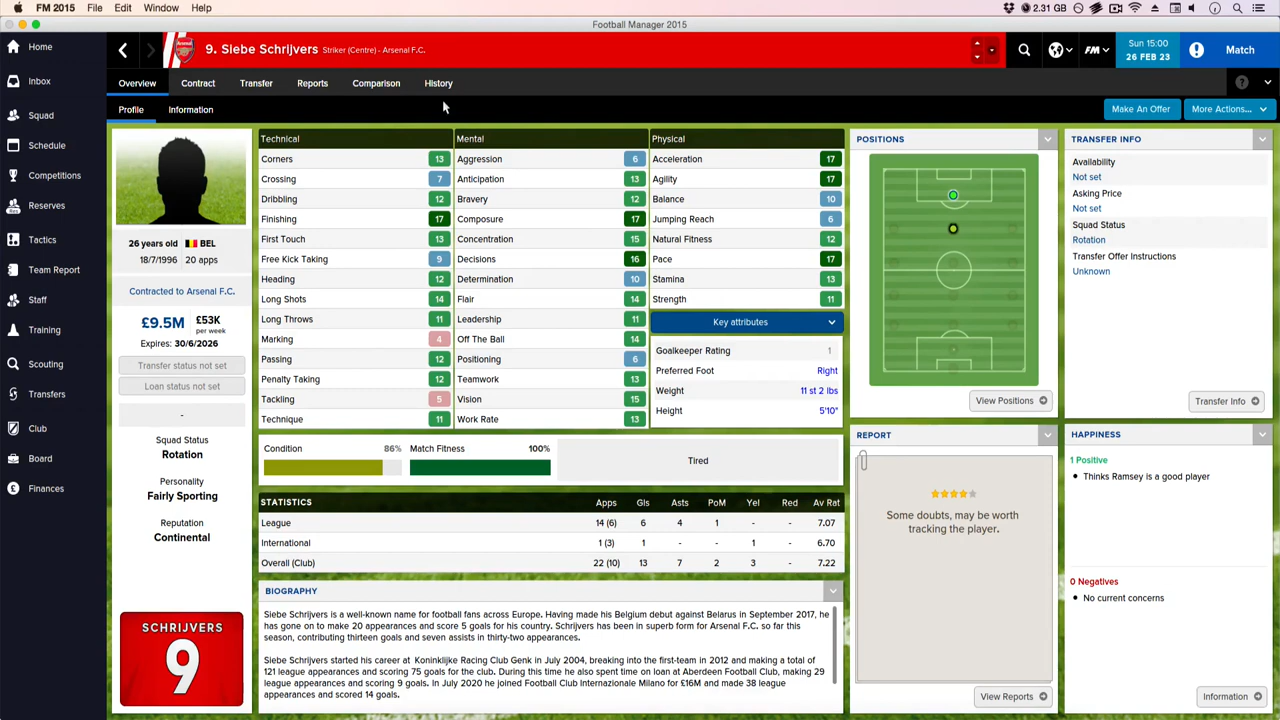 FM 2015 File Edit Window Help
2.31 GB
Football Manager 2015
9. Siebe Schrijvers Striker (Centre) - Arsenal F.C.
FM
Sun 15:00
26 FEB 23
Match
Home
Inbox
Squad
Schedule
Competitions
Reserves
Tactics
Team Report
Staff
Training
Scouting
Transfers
Club
Board
Finances
Overview Contract Transfer Reports Comparison History
Profile Information
Make An Offer
More Actions...
26 years old BEL
18/7/1996 20 apps
Contracted to Arsenal F.C.
£9.5M £53K
per week
Expires: 30/6/2026
Transfer status not set
Loan status not set
-
Squad Status
Rotation
Personality
Fairly Sporting
Reputation
Continental
SCHRIJVERS
9
Technical
Corners 13
Crossing 7
Dribbling 12
Finishing 17
First Touch 13
Free Kick Taking 9
Heading 12
Long Shots 14
Long Throws 11
Marking 4
Passing 12
Penalty Taking 12
Tackling 5
Technique 11
Mental
Aggression 6
Anticipation 13
Bravery 12
Composure 17
Concentration 15
Decisions 16
Determination 10
Flair 14
Leadership 11
Off The Ball 14
Positioning 6
Teamwork 13
Vision 15
Work Rate 13
Physical
Acceleration 17
Agility 17
Balance 10
Jumping Reach 6
Natural Fitness 12
Pace 17
Stamina 13
Strength 11
Key attributes
Goalkeeper Rating 1
Preferred Foot Right
Weight 11 st 2 lbs
Height 5'10"
Condition 86% Match Fitness 100%
Tired
STATISTICS Apps Gls Asts PoM Yel Red Av Rat
League 14 (6) 6 4 1 - - 7.07
International 1 (3) 1 - - 1 - 6.70
Overall (Club) 22 (10) 13 7 2 3 - 7.22
BIOGRAPHY
Siebe Schrijvers is a well-known name for football fans across Europe. Having made his Belgium debut against Belarus in September 2017, he
has gone on to make 20 appearances and score 5 goals for his country. Schrijvers has been in superb form for Arsenal F.C. so far this
season, contributing thirteen goals and seven assists in thirty-two appearances.
Siebe Schrijvers started his career at Koninklijke Racing Club Genk in July 2004, breaking into the first-team in 2012 and making a total of
121 league appearances and scoring 75 goals for the club. During this time he also spent time on loan at Aberdeen Football Club, making 29
league appearances and scoring 9 goals. In July 2020 he joined Football Club Internazionale Milano for £16M and made 38 league
appearances and scored 14 goals.
POSITIONS
View Positions
REPORT
Some doubts, may be worth
tracking the player.
View Reports
TRANSFER INFO
Availability
Not set
Asking Price
Not set
Squad Status
Rotation
Transfer Offer Instructions
Unknown
Transfer Info
HAPPINESS
1 Positive
Thinks Ramsey is a good player
0 Negatives
No current concerns
Information